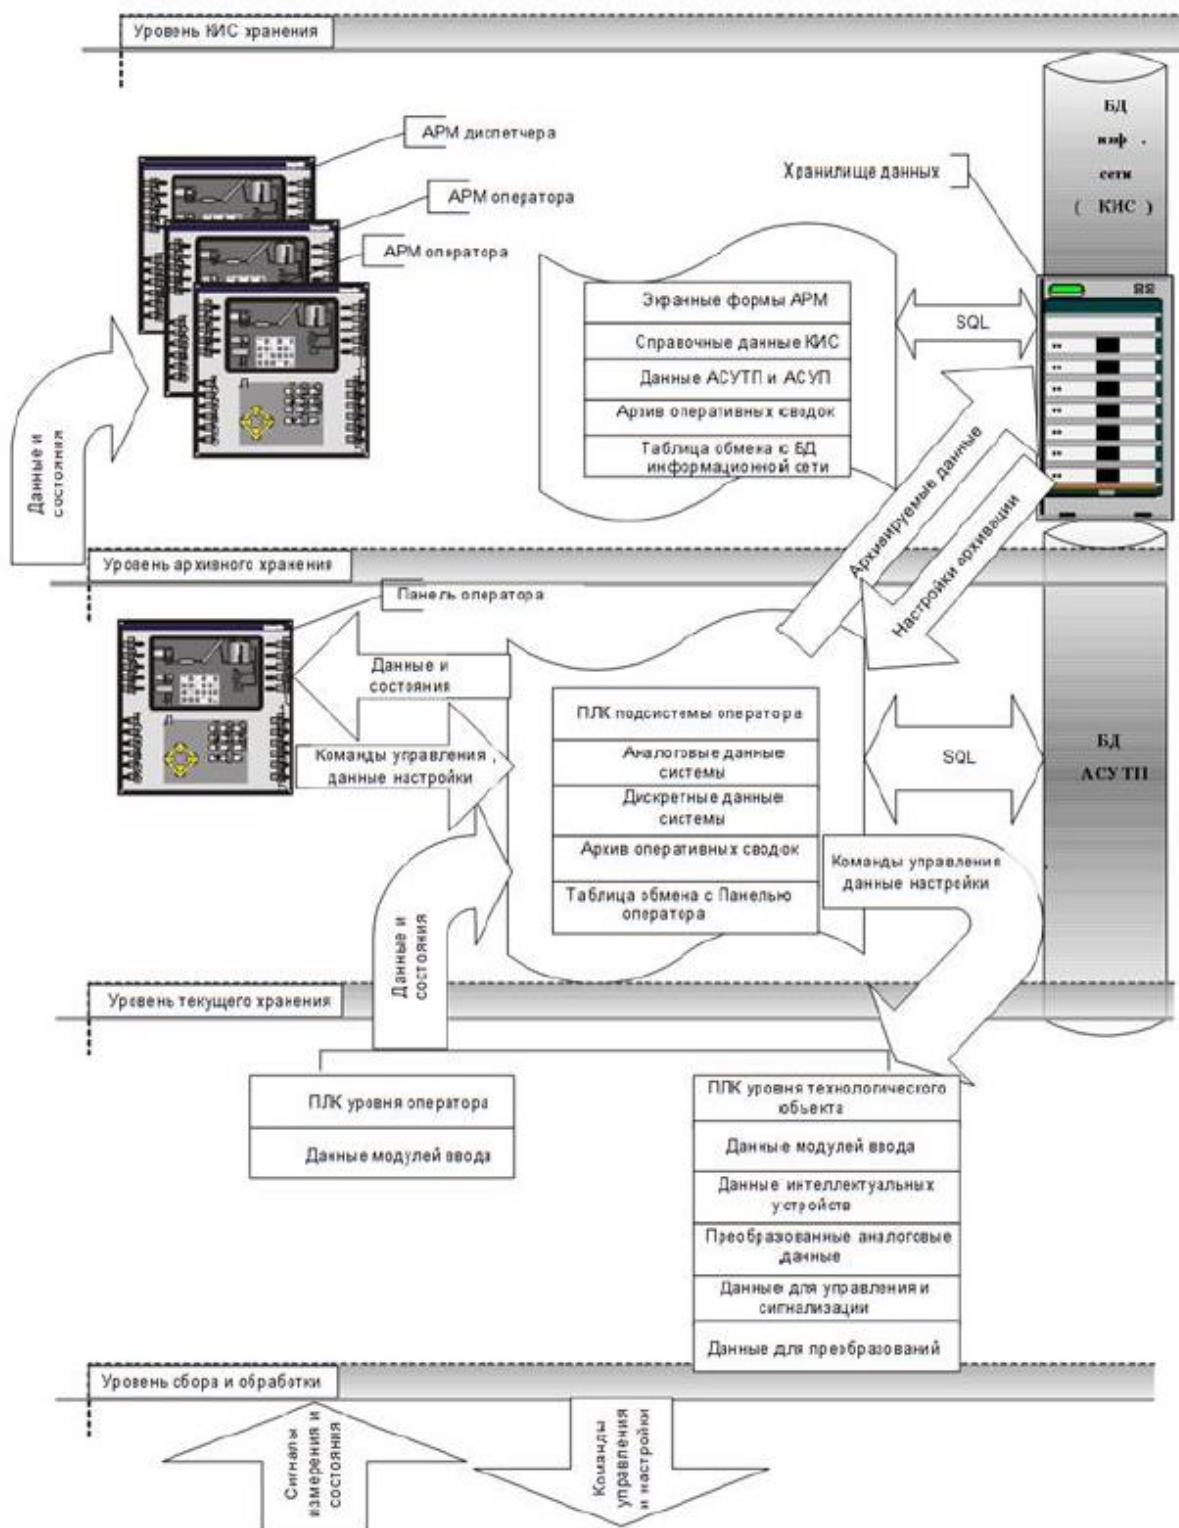 Уровень КИС хранения
АРМ диспетчера
АРМ оператора
АРМ оператора
Хранилище данных
БД
инф .
сети
( КИС )
Экранные формы АРМ
Справочные данные КИС
Данные АСУТП и АСУП
Архив оперативных сводок
Таблица обмена с БД
информационной сети
SQL
Данные и
состояния
Архивируемые данные
Настройки архивации
Уровень архивного хранения
Панель оператора
Данные и
состояния
Команды управления ,
данные настройки
ПЛК подсистемы оператора
Аналоговые данные
системы
Дискретные данные
системы
Архив оперативных сводок
Таблица обмена с Панелью
оператора
SQL
БД
АСУТП
Команды управления
данные настройки
Данные и
состояния
Уровень текущего хранения
ПЛК уровня оператора
Данные модулей ввода
ПЛК уровня технологического
обьекта
Данные модулей ввода
Данные интеллектуальных
устройств
Преобразованные аналоговые
данные
Данные для управления и
сигнализации
Данные для преобразований
Уровень сбора и обработки
Сигналы
измерения и
состояния
Команды
управления
и настройки